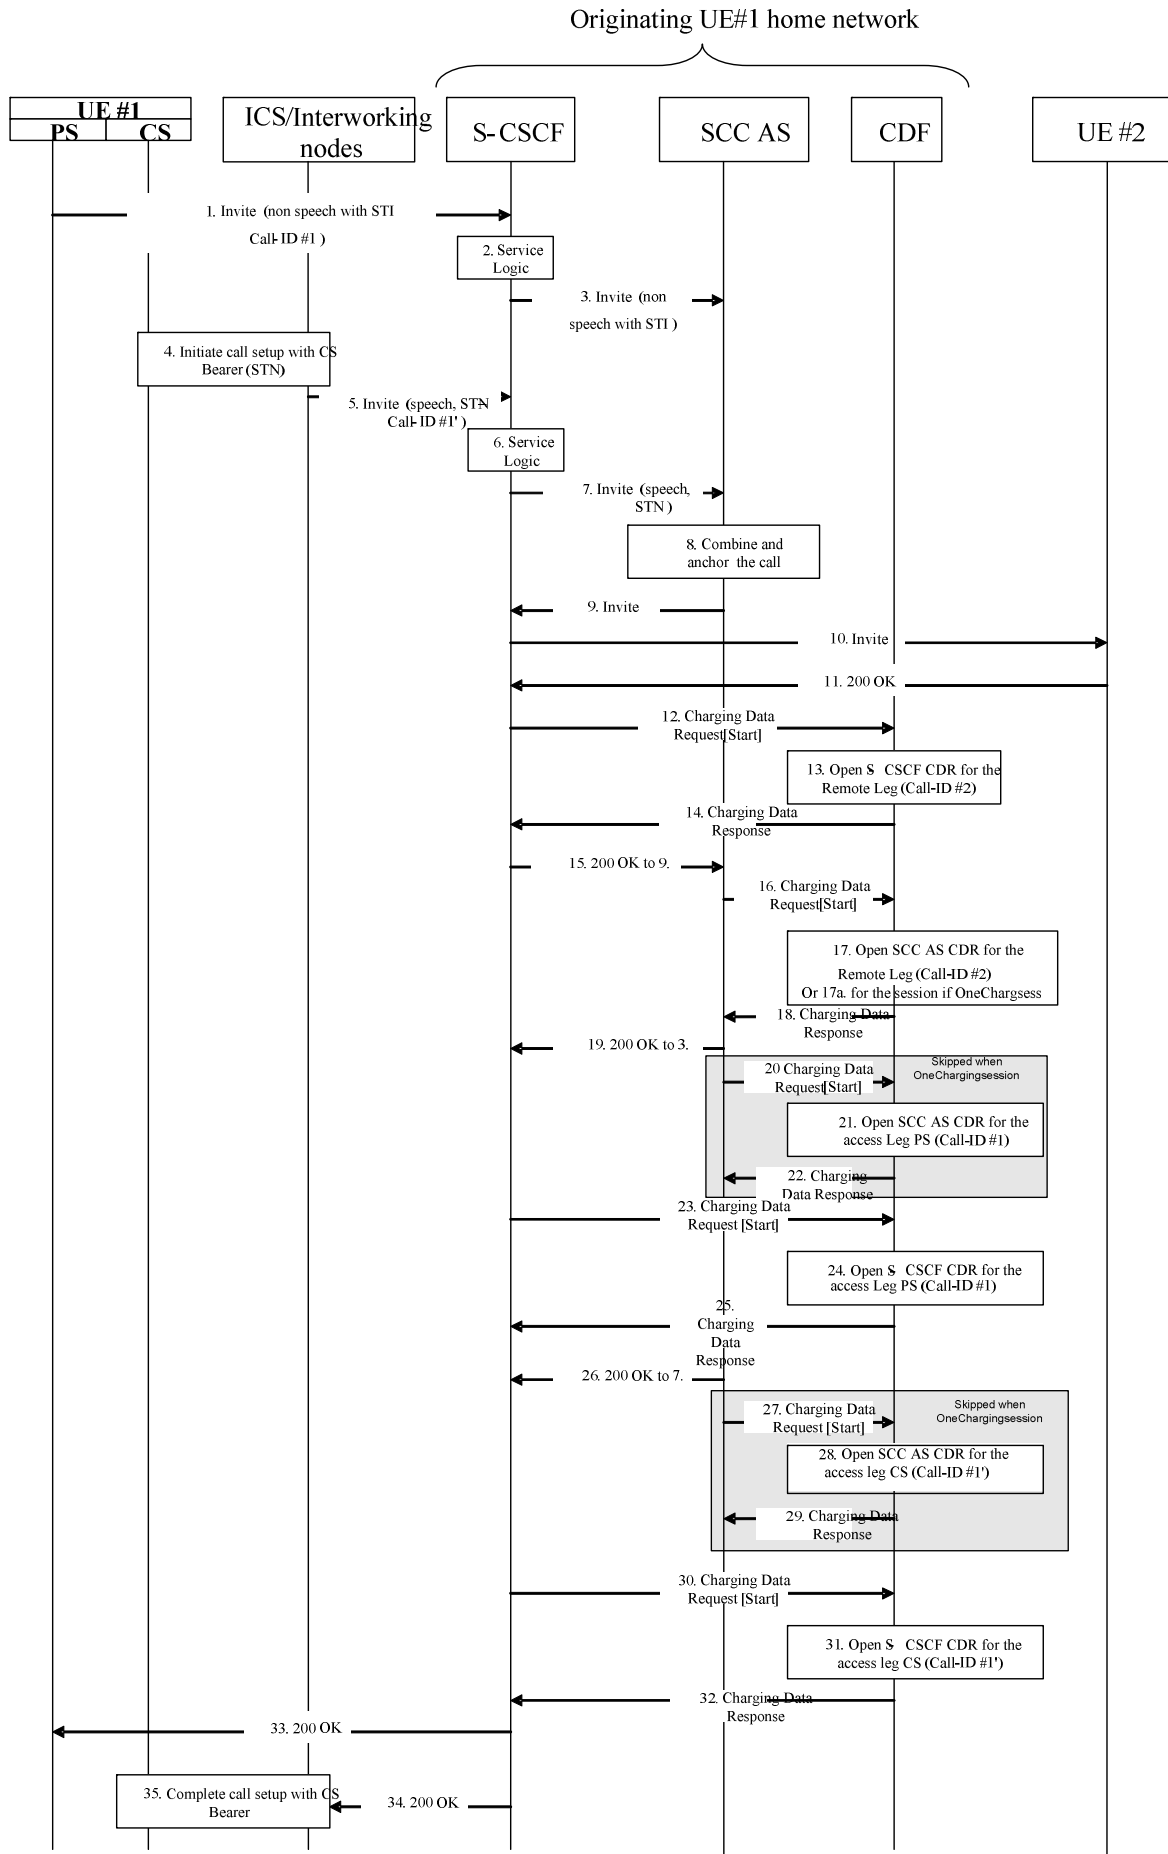 Originating UE#1 home network
UE #1
PS
CS
ICS/Interworking
nodes
S-CSCF
SCC AS
CDF
UE #2
1. Invite (non speech with STI
Call-ID #1 )
2. Service
Logic
3. Invite (non
speech with STI )
4. Initiate call setup with CS
Bearer (STN)
5. Invite (speech, STN
Call-ID #1' )
6. Service
Logic
7. Invite (speech,
STN )
8. Combine and
anchor the call
9. Invite
10. Invite
11. 200 OK
12. Charging Data
Request[Start]
13. Open S- CSCF CDR for the
Remote Leg (Call-ID #2)
14. Charging Data
Response
15. 200 OK to 9.
16. Charging Data
Request[Start]
17. Open SCC AS CDR for the
Remote Leg (Call-ID #2)
Or 17a. for the session if OneChargsess
18. Charging Data
Response
19. 200 OK to 3.
Skipped when
OneChargingsession
20 Charging Data
Request[Start]
21. Open SCC AS CDR for the
access Leg PS (Call-ID #1)
22. Charging
Data Response
23. Charging Data
Request [Start]
24. Open S- CSCF CDR for the
access Leg PS (Call-ID #1)
25.
Charging
Data
Response
26. 200 OK to 7.
Skipped when
OneChargingsession
27. Charging Data
Request [Start]
28. Open SCC AS CDR for the
access leg CS (Call-ID #1')
29. Charging Data
Response
30. Charging Data
Request [Start]
31. Open S- CSCF CDR for the
access leg CS (Call-ID #1')
32. Charging Data
Response
33. 200 OK
34. 200 OK
35. Complete call setup with CS
Bearer